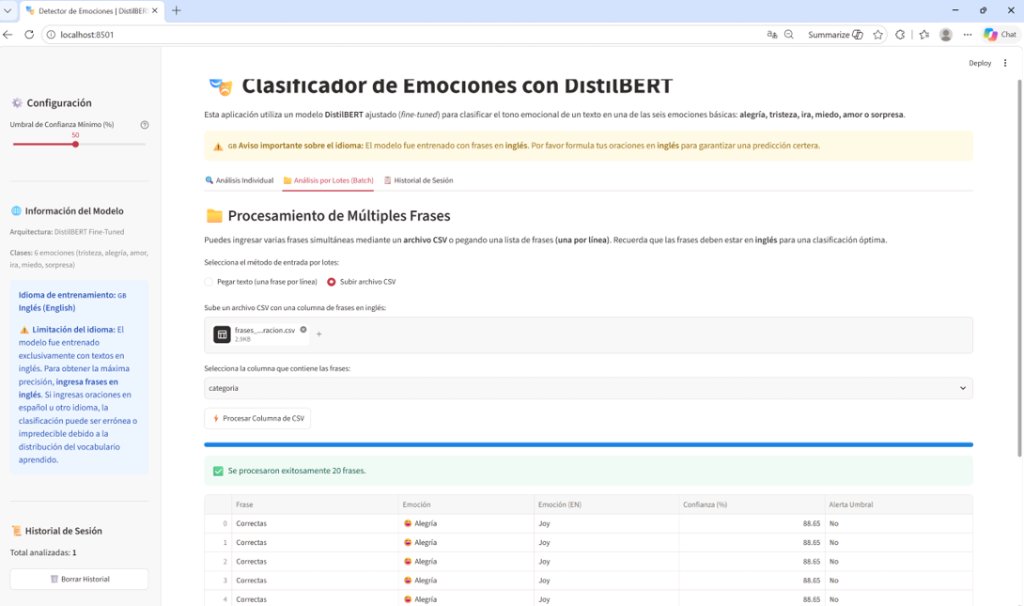 Detector de Emociones | DistilBER
localhost:8501
Summarize
Chat
Deploy
Configuración
Umbral de Confianza Mínimo (%)
50
Información del Modelo
Arquitectura: DistilBERT Fine-Tuned
Clases: 6 emociones (tristeza, alegría, amor,
ira, miedo, sorpresa)
Idioma de entrenamiento: GB
Inglés (English)
Limitación del idioma: El
modelo fue entrenado
exclusivamente con textos en
inglés. Para obtener la máxima
precisión, ingresa frases en
inglés. Si ingresas oraciones en
español u otro idioma, la
clasificación puede ser errónea o
impredecible debido a la
distribución del vocabulario
aprendido.
Historial de Sesión
Total analizadas: 1
Borrar Historial
Clasificador de Emociones con DistilBERT
Esta aplicación utiliza un modelo DistilBERT ajustado (fine-tuned) para clasificar el tono emocional de un texto en una de las seis emociones básicas: alegría, tristeza, ira, miedo, amor o sorpresa.
GB Aviso importante sobre el idioma: El modelo fue entrenado con frases en inglés. Por favor formula tus oraciones en inglés para garantizar una predicción certera.
Análisis Individual Análisis por Lotes (Batch) Historial de Sesión
Procesamiento de Múltiples Frases
Puedes ingresar varias frases simultáneas mediante un archivo CSV o pegando una lista de frases (una por línea). Recuerda que las frases deben estar en inglés para una clasificación óptima.
Selecciona el método de entrada por lotes:
Pegar texto (una frase por línea) Subir archivo CSV
Sube un archivo CSV con una columna de frases en inglés:
frases_...racion.csv
2.9KB
Selecciona la columna que contiene las frases:
categoria
Procesar Columna de CSV
Se procesaron exitosamente 20 frases.
Frase Emoción Emoción (EN) Confianza (%) Alerta Umbral
0 Correctas Alegría Joy 88.65 No
1 Correctas Alegría Joy 88.65 No
2 Correctas Alegría Joy 88.65 No
3 Correctas Alegría Joy 88.65 No
4 Correctas Alegría Joy 88.65 No